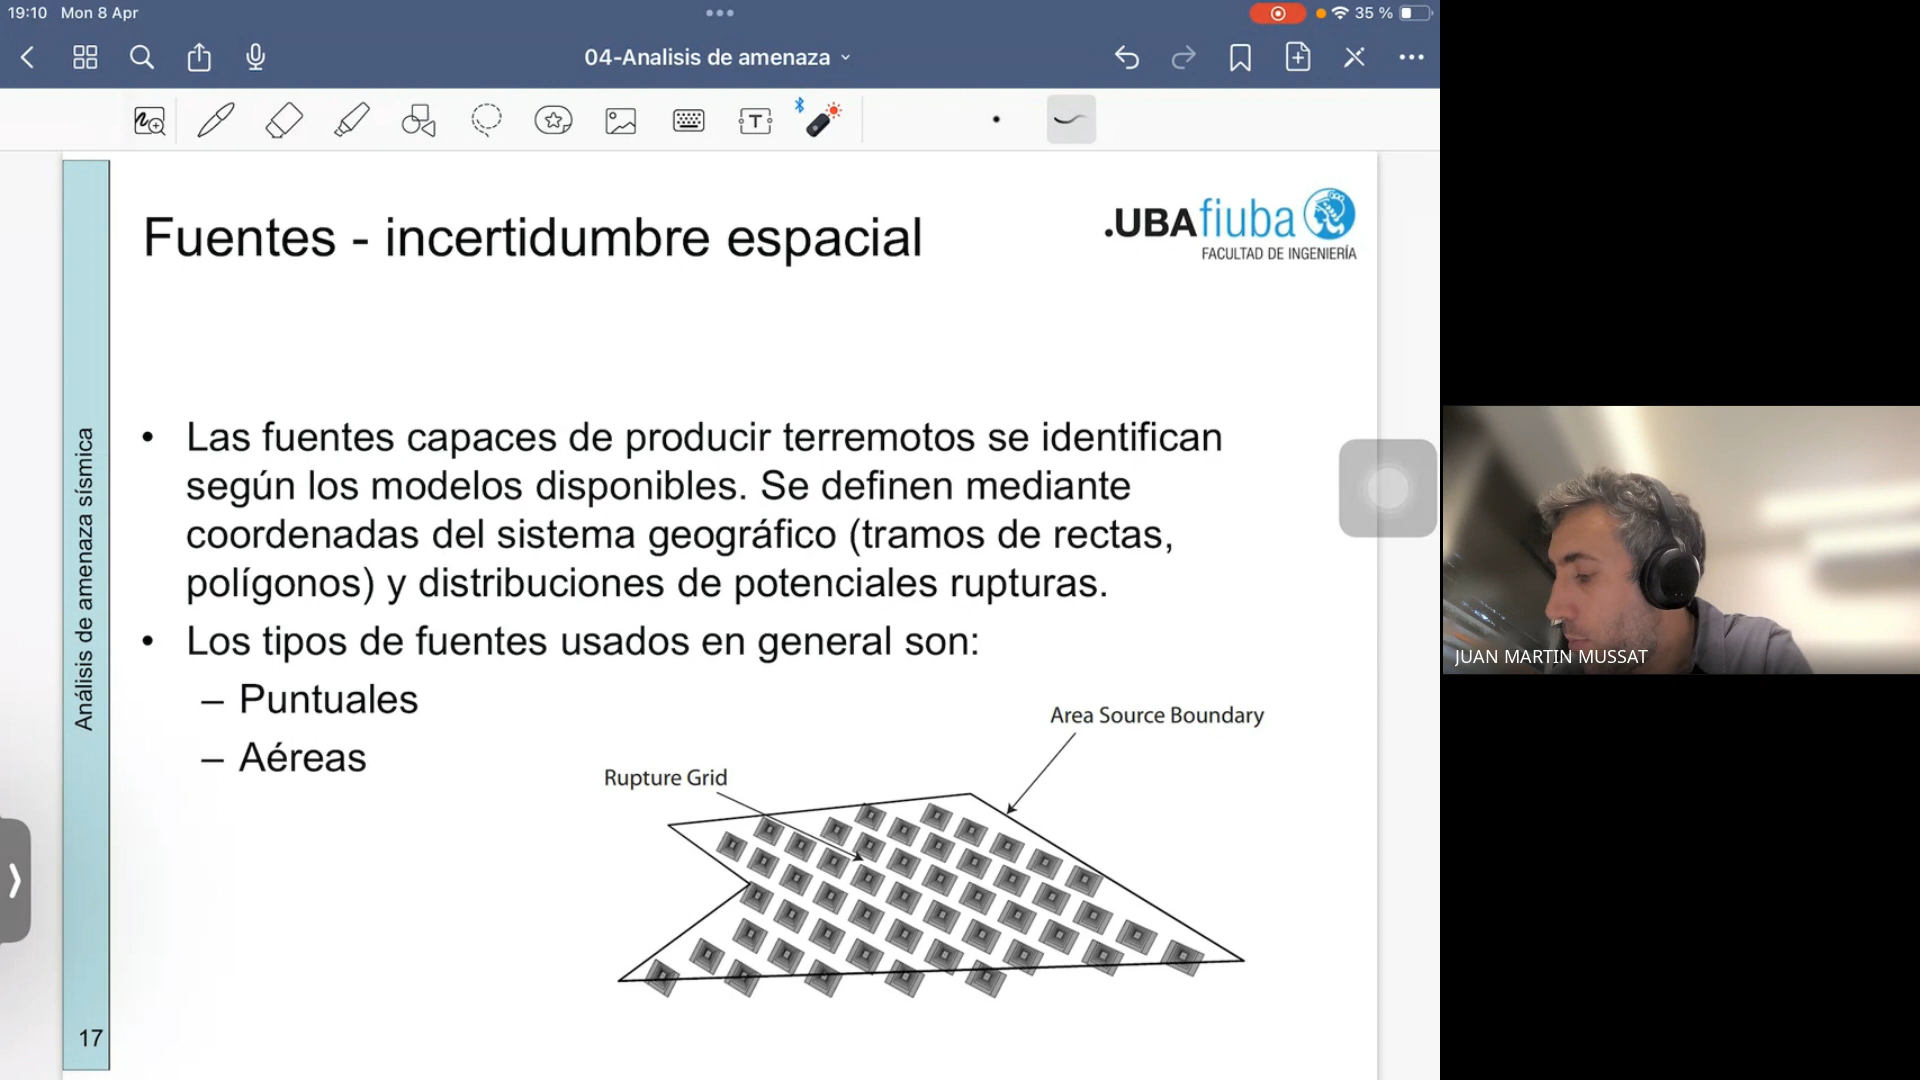 19:10 Mon 8 Apr
35 %
04-Analisis de amenaza
T
Fuentes - incertidumbre espacial
.UBAfiuba
FACULTAD DE INGENIERÍA
• Las fuentes capaces de producir terremotos se identifican
según los modelos disponibles. Se definen mediante
coordenadas del sistema geográfico (tramos de rectas,
polígonos) y distribuciones de potenciales rupturas.
• Los tipos de fuentes usados en general son:
– Puntuales
– Aéreas
Area Source Boundary
Rupture Grid
Análisis de amenaza sísmica
17
JUAN MARTIN MUSSAT